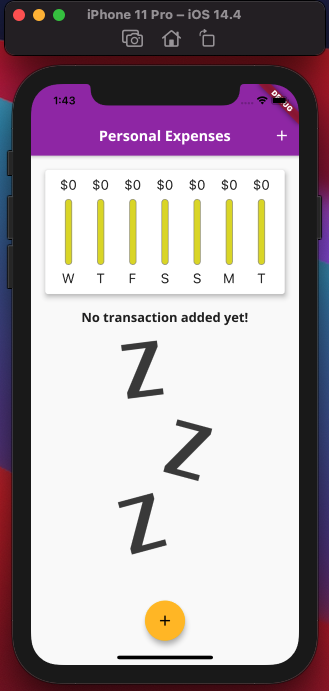 iPhone 11 Pro – iOS 14.4
1:43
DEBUG
Personal Expenses +
$0 $0 $0 $0 $0 $0 $0
W T F S S M T
No transaction added yet!
Z
Z
Z
+